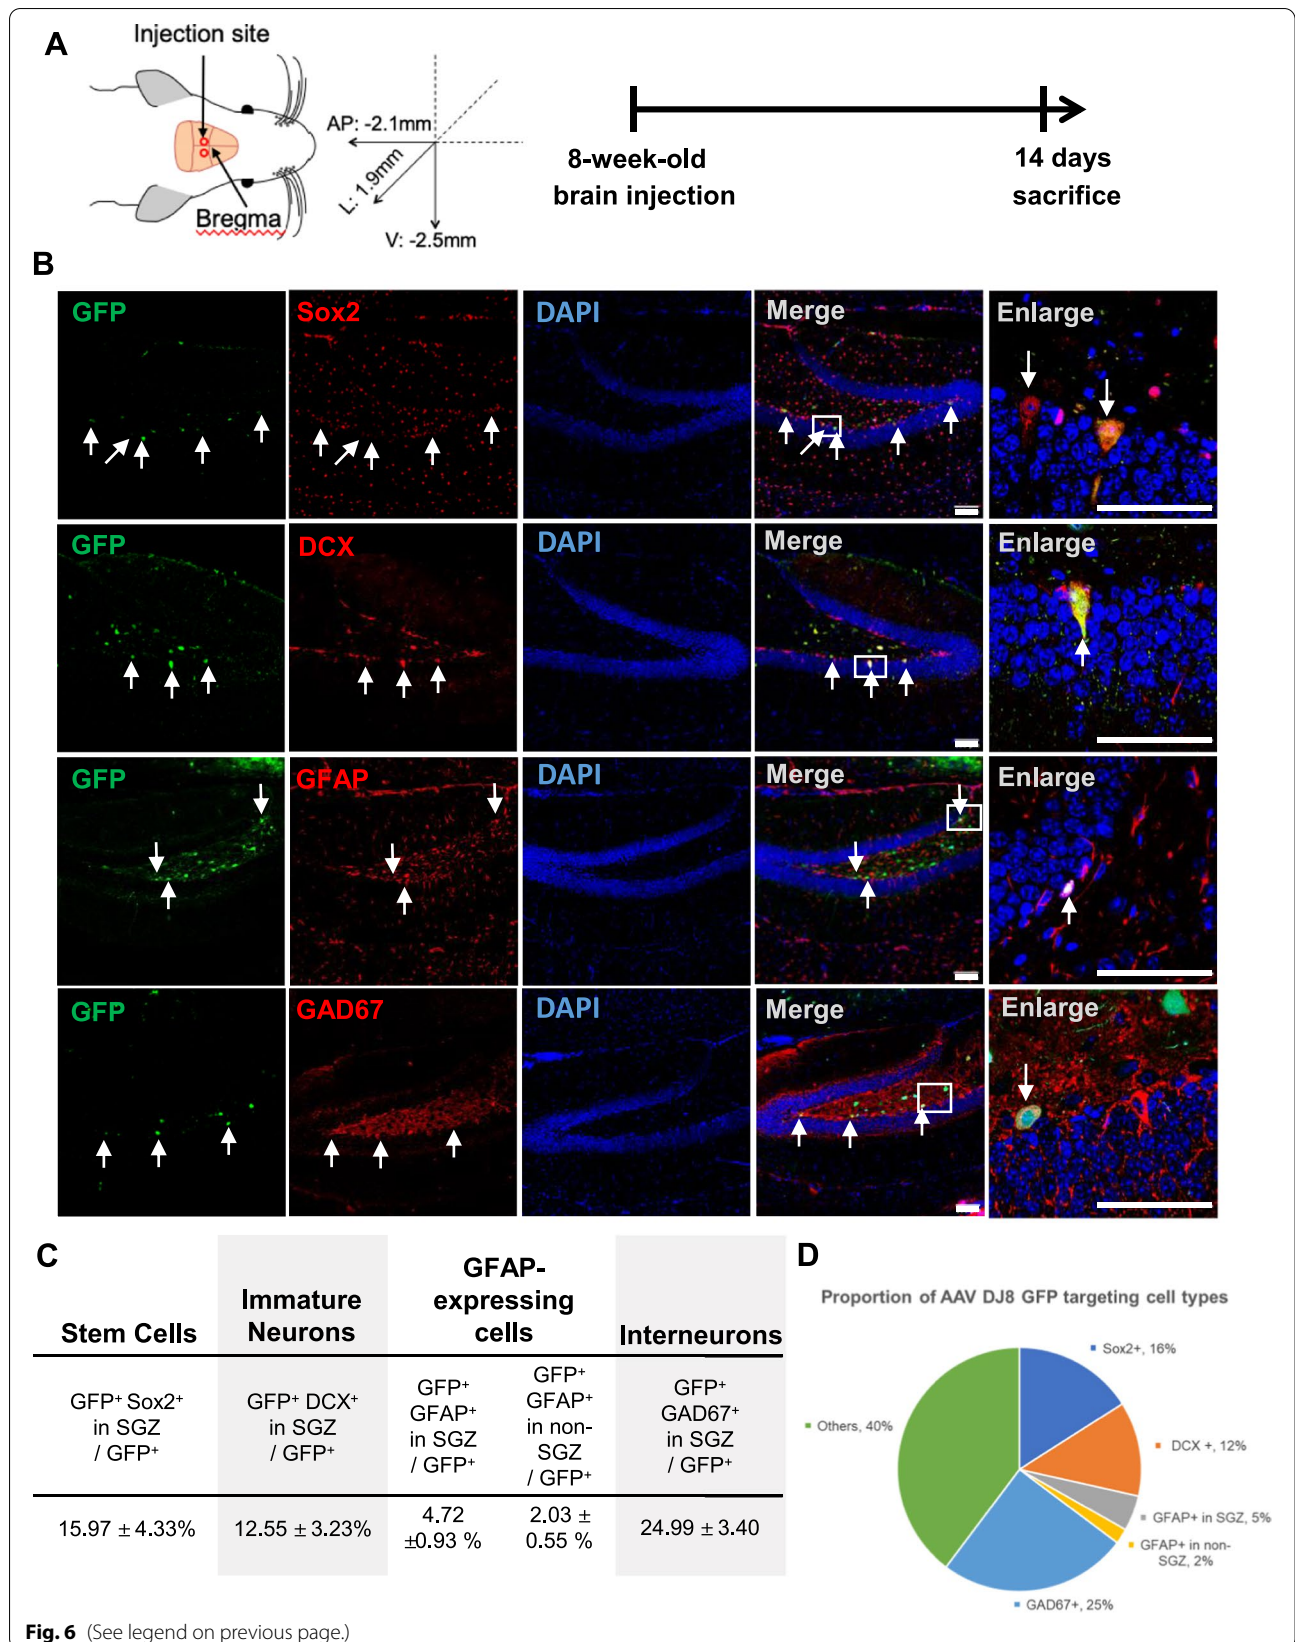 A
Injection site
AP: -2.1mm
L: 1.9mm
V: -2.5mm
Bregma
8-week-old
brain injection
14 days
sacrifice
B
GFP
Sox2
DAPI
Merge
Enlarge
GFP
DCX
DAPI
Merge
Enlarge
GFP
GFAP
DAPI
Merge
Enlarge
GFP
GAD67
DAPI
Merge
Enlarge
C
Stem Cells
Immature
Neurons
GFAP-
expressing
cells
Interneurons
GFP⁺ Sox2⁺
in SGZ
/ GFP⁺
GFP⁺ DCX⁺
in SGZ
/ GFP⁺
GFP⁺
GFAP⁺
in SGZ
/ GFP⁺
GFP⁺
GFAP⁺
in non-
SGZ
/ GFP⁺
GFP⁺
GAD67⁺
in SGZ
/ GFP⁺
15.97 ± 4.33%
12.55 ± 3.23%
4.72
±0.93 %
2.03 ±
0.55 %
24.99 ± 3.40
D
Proportion of AAV DJ8 GFP targeting cell types
Sox2+, 16%
DCX +, 12%
GFAP+ in SGZ, 5%
GFAP+ in non-
SGZ, 2%
GAD67+, 25%
Others, 40%
Fig. 6 (See legend on previous page.)